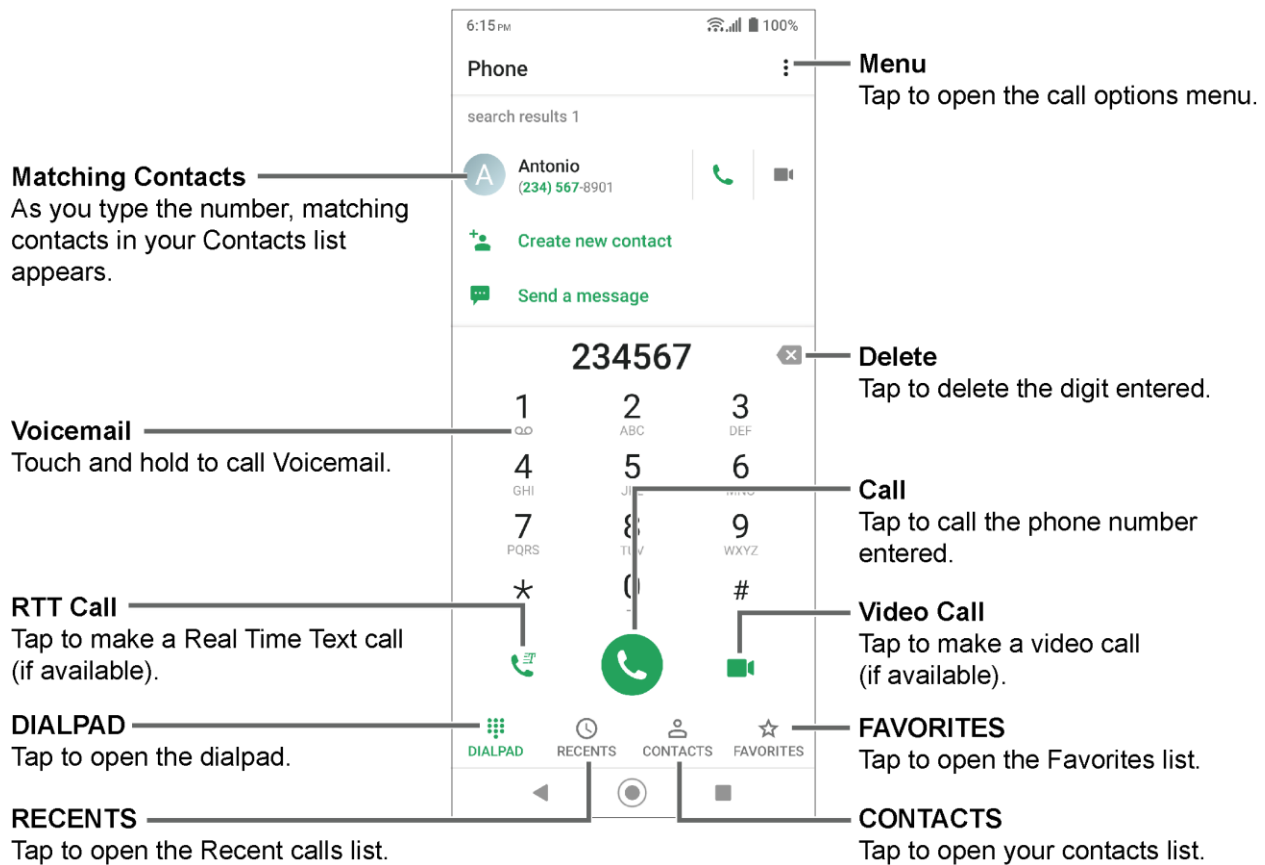 6:15 PM 100%
Phone
Menu
Tap to open the call options menu.
search results 1
Matching Contacts
As you type the number, matching
contacts in your Contacts list
appears.
A
Antonio
(234) 567-8901
Create new contact
Send a message
234567
Delete
Tap to delete the digit entered.
1 2 3
ABC DEF
Voicemail
Touch and hold to call Voicemail.
4 5 6
GHI
Call
Tap to call the phone number
entered.
7 8 9
PQRS TUV WXYZ
* 0 #
RTT Call
Tap to make a Real Time Text call
(if available).
Video Call
Tap to make a video call
(if available).
DIALPAD
Tap to open the dialpad.
DIALPAD RECENTS CONTACTS FAVORITES
FAVORITES
Tap to open the Favorites list.
RECENTS
Tap to open the Recent calls list.
CONTACTS
Tap to open your contacts list.